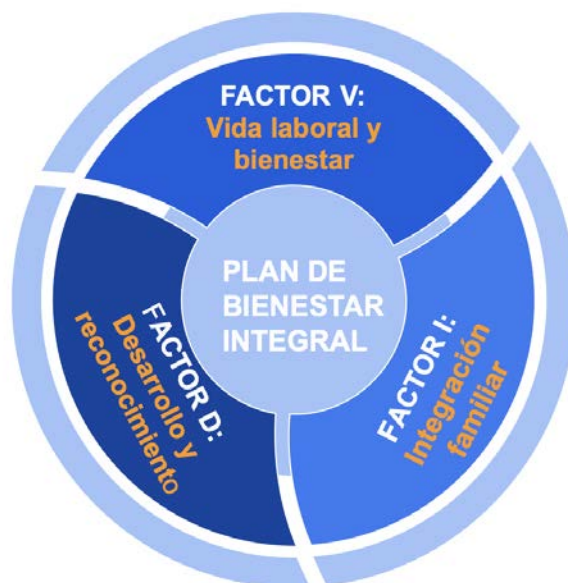 FACTOR V:
Vida laboral y
bienestar
PLAN DE
BIENESTAR
INTEGRAL
FACTOR I:
Integración
familiar
FACTOR D:
Desarrollo y
reconocimiento